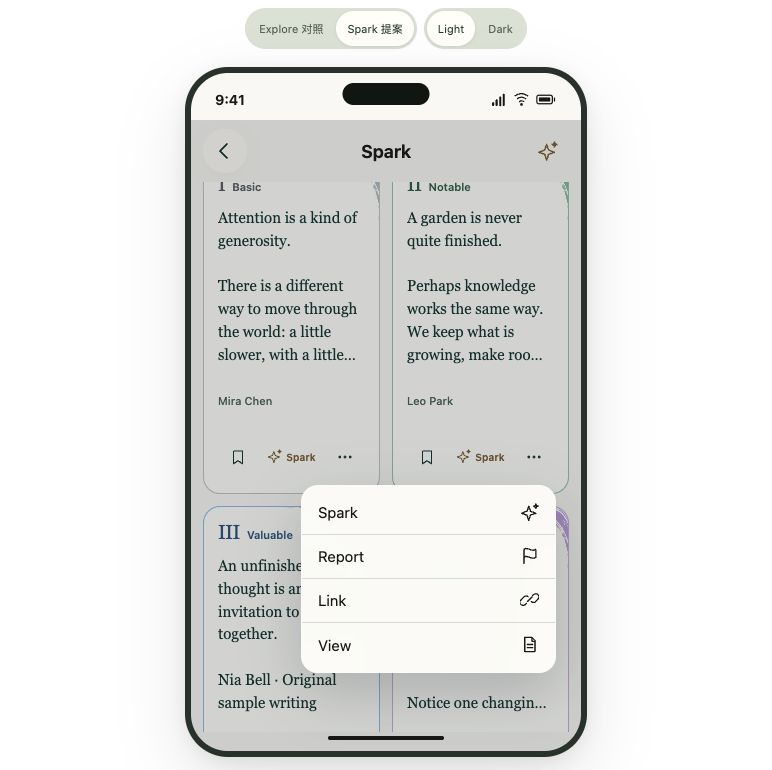 Explore 对照
Spark 提案
Light
Dark
9:41
Spark
I Basic
Attention is a kind of
generosity.
There is a different
way to move through
the world: a little
slower, with a little...
Mira Chen
Spark
II Notable
A garden is never
quite finished.
Perhaps knowledge
works the same way.
We keep what is
growing, make roo...
Leo Park
Spark
Spark
Report
Link
View
III Valuable
An unfinishe
thought is an
invitation to
together.
Nia Bell · Original
sample writing
Notice one changin...